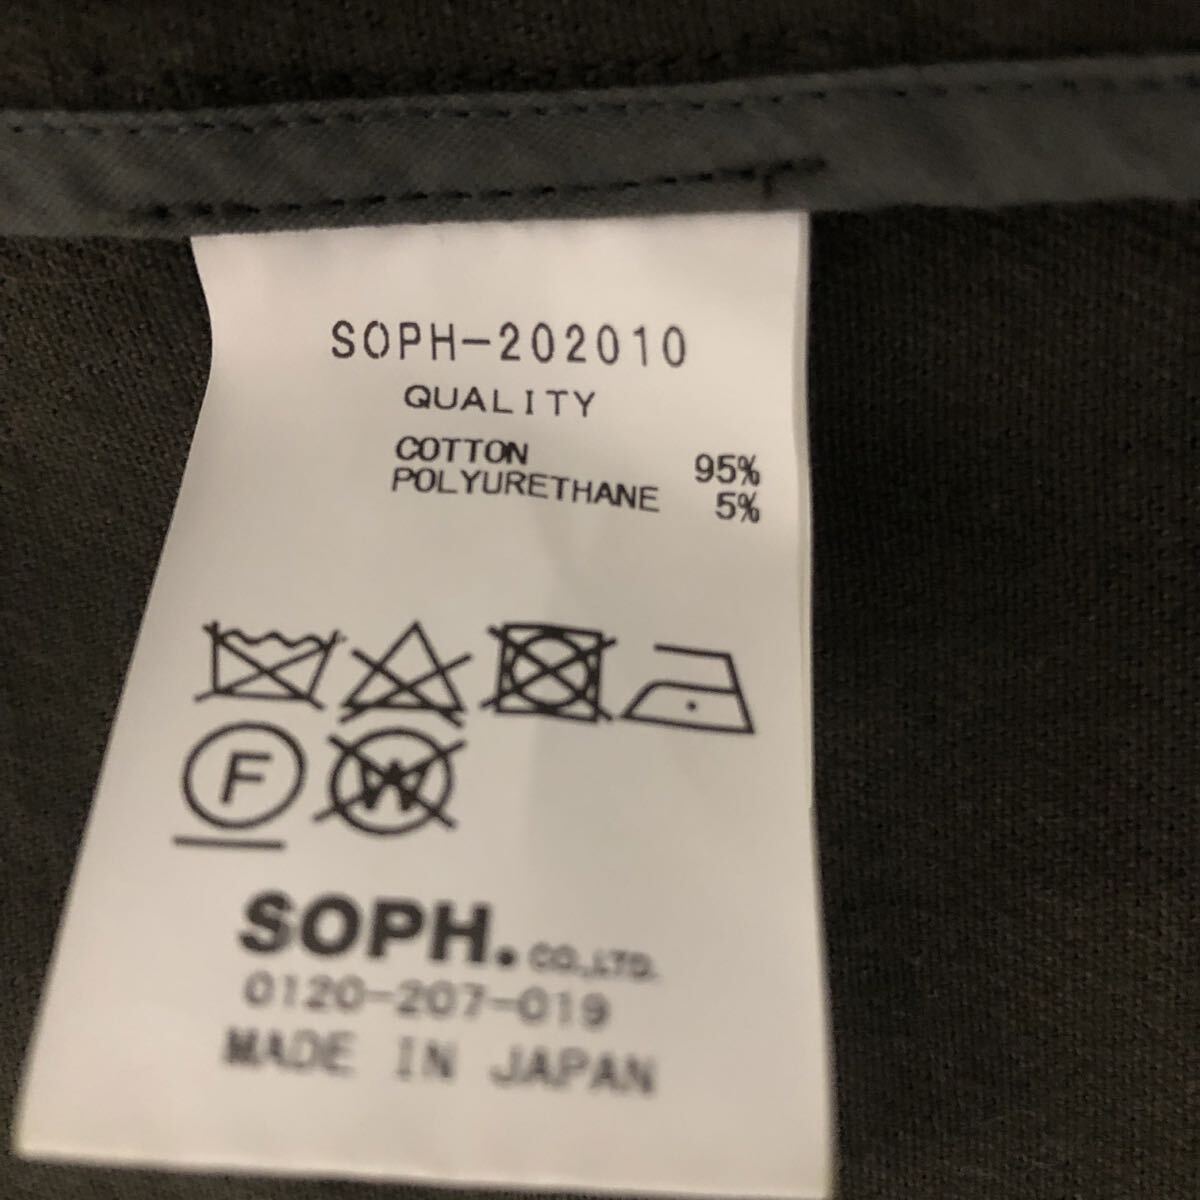 SOPH-202010
QUALITY
COTTON 95%
POLYURETHANE 5%
F W
SOPH. CO.,LTD.
0120-207-019
MADE IN JAPAN